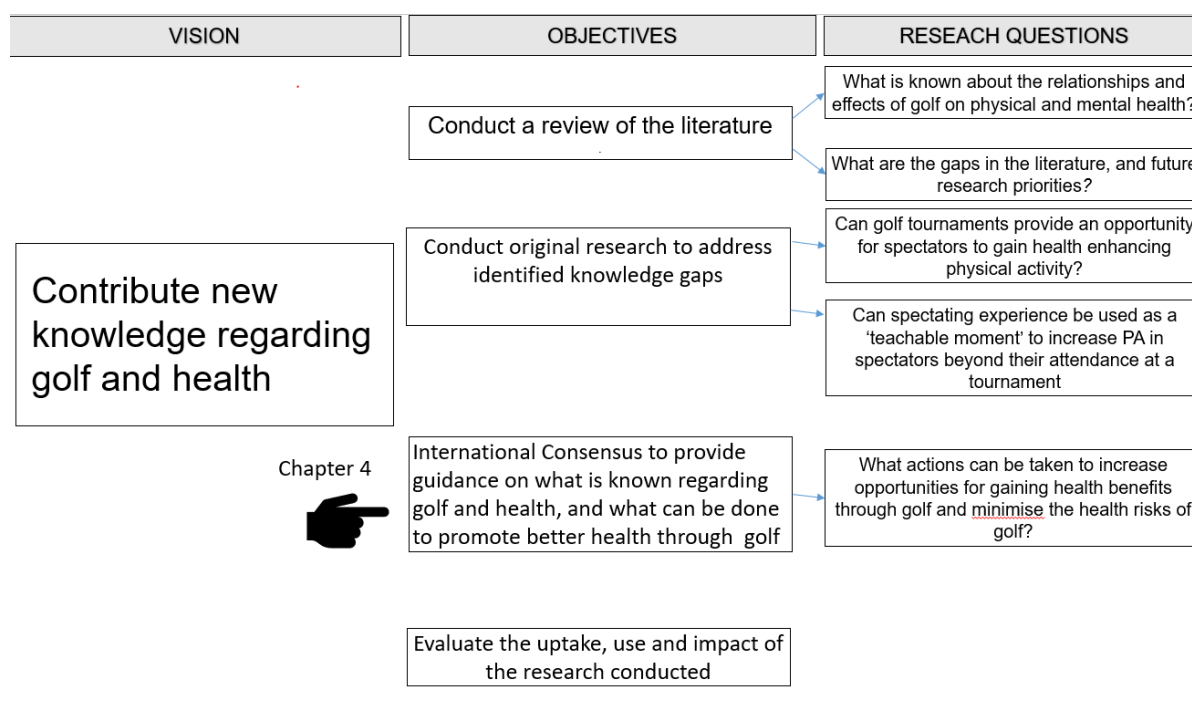 VISION
OBJECTIVES
RESEACH QUESTIONS
Contribute new
knowledge regarding
golf and health
Conduct a review of the literature
What is known about the relationships and
effects of golf on physical and mental health?
What are the gaps in the literature, and future
research priorities?
Conduct original research to address
identified knowledge gaps
Can golf tournaments provide an opportunity
for spectators to gain health enhancing
physical activity?
Can spectating experience be used as a
‘teachable moment’ to increase PA in
spectators beyond their attendance at a
tournament
Chapter 4
International Consensus to provide
guidance on what is known regarding
golf and health, and what can be done
to promote better health through golf
What actions can be taken to increase
opportunities for gaining health benefits
through golf and minimise the health risks of
golf?
Evaluate the uptake, use and impact of
the research conducted